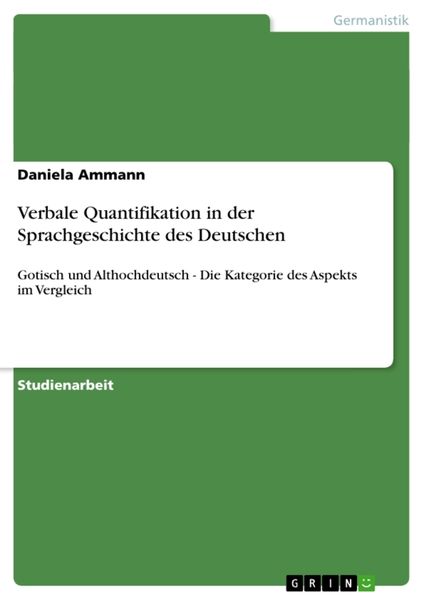 Germanistik
Daniela Ammann
Verbale Quantifikation in der
Sprachgeschichte des Deutschen
Gotisch und Althochdeutsch - Die Kategorie des Aspekts
im Vergleich
Studienarbeit
GRIN